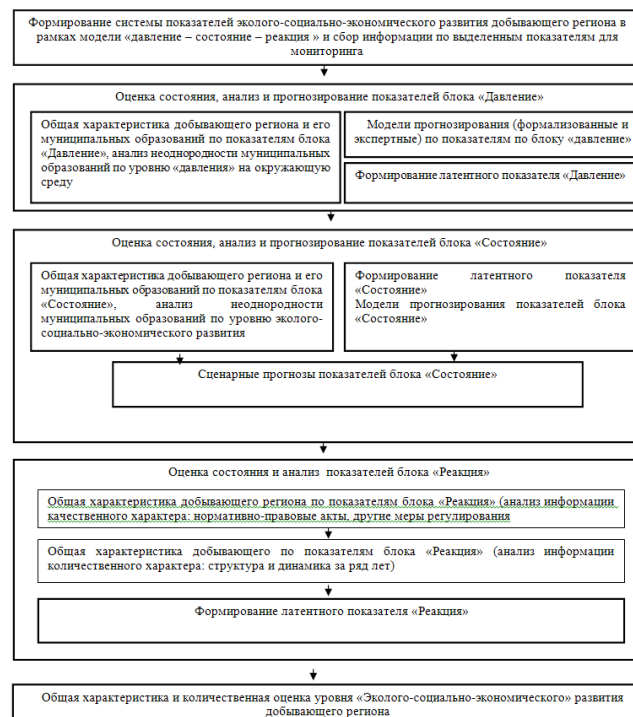 Формирование системы показателей эколого-социально-экономического развития добывающего региона в
рамках модели «давление – состояние – реакция » и сбор информации по выделенным показателям для
мониторинга
Оценка состояния, анализ и прогнозирование показателей блока «Давление»
Общая характеристика добывающего региона и его
муниципальных образований по показателям блока
«Давление», анализ неоднородности муниципальных
образований по уровню «давления» на окружающую
среду
Модели прогнозирования (формализованные и
экспертные) по показателям по блоку «давление»
Формирование латентного показателя «Давление»
Оценка состояния, анализ и прогнозирование показателей блока «Состояние»
Общая характеристика добывающего региона и его
муниципальных образований по показателям блока
«Состояние», анализ неоднородности
муниципальных образований по уровню эколого-
социально-экономического развития
Формирование латентного показателя
«Состояние»
Модели прогнозирования показателей блока
«Состояние»
Сценарные прогнозы показателей блока «Состояние»
Оценка состояния и анализ показателей блока «Реакция»
Общая характеристика добывающего региона по показателям блока «Реакция» (анализ информации
качественного характера: нормативно-правовые акты, другие меры регулирования
Общая характеристика добывающего по показателям блока «Реакция» (анализ информации
количественного характера: структура и динамика за ряд лет)
Формирование латентного показателя «Реакция»
Общая характеристика и количественная оценка уровня «Эколого-социально-экономического» развития
добывающего региона